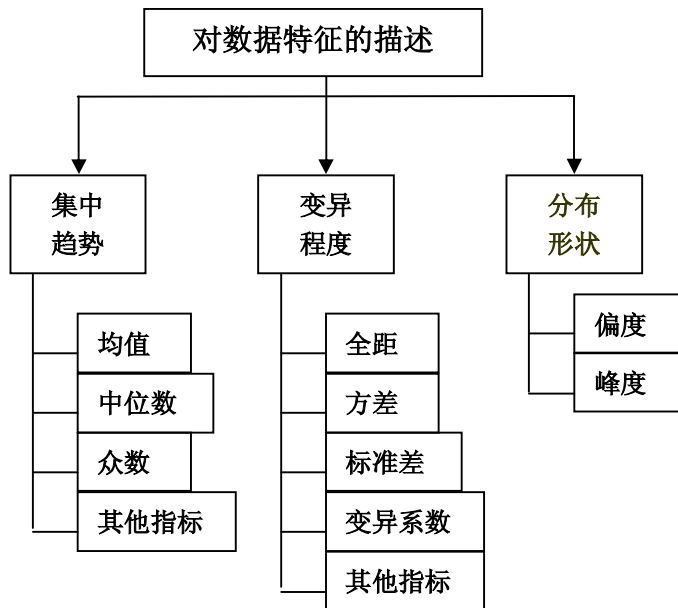 对数据特征的描述
集中
趋势
均值
中位数
众数
其他指标
变异
程度
全距
方差
标准差
变异系数
其他指标
分布
形状
偏度
峰度